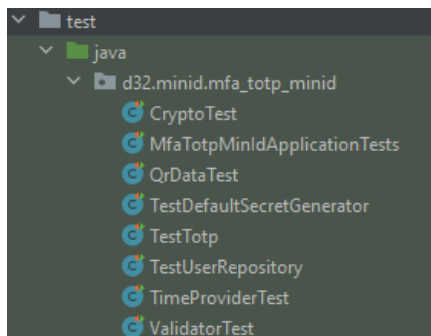 test
java
d32.minid.mfa_totp_minid
CryptoTest
MfaTotpMinIdApplicationTests
QrDataTest
TestDefaultSecretGenerator
TestTotp
TestUserRepository
TimeProviderTest
ValidatorTest